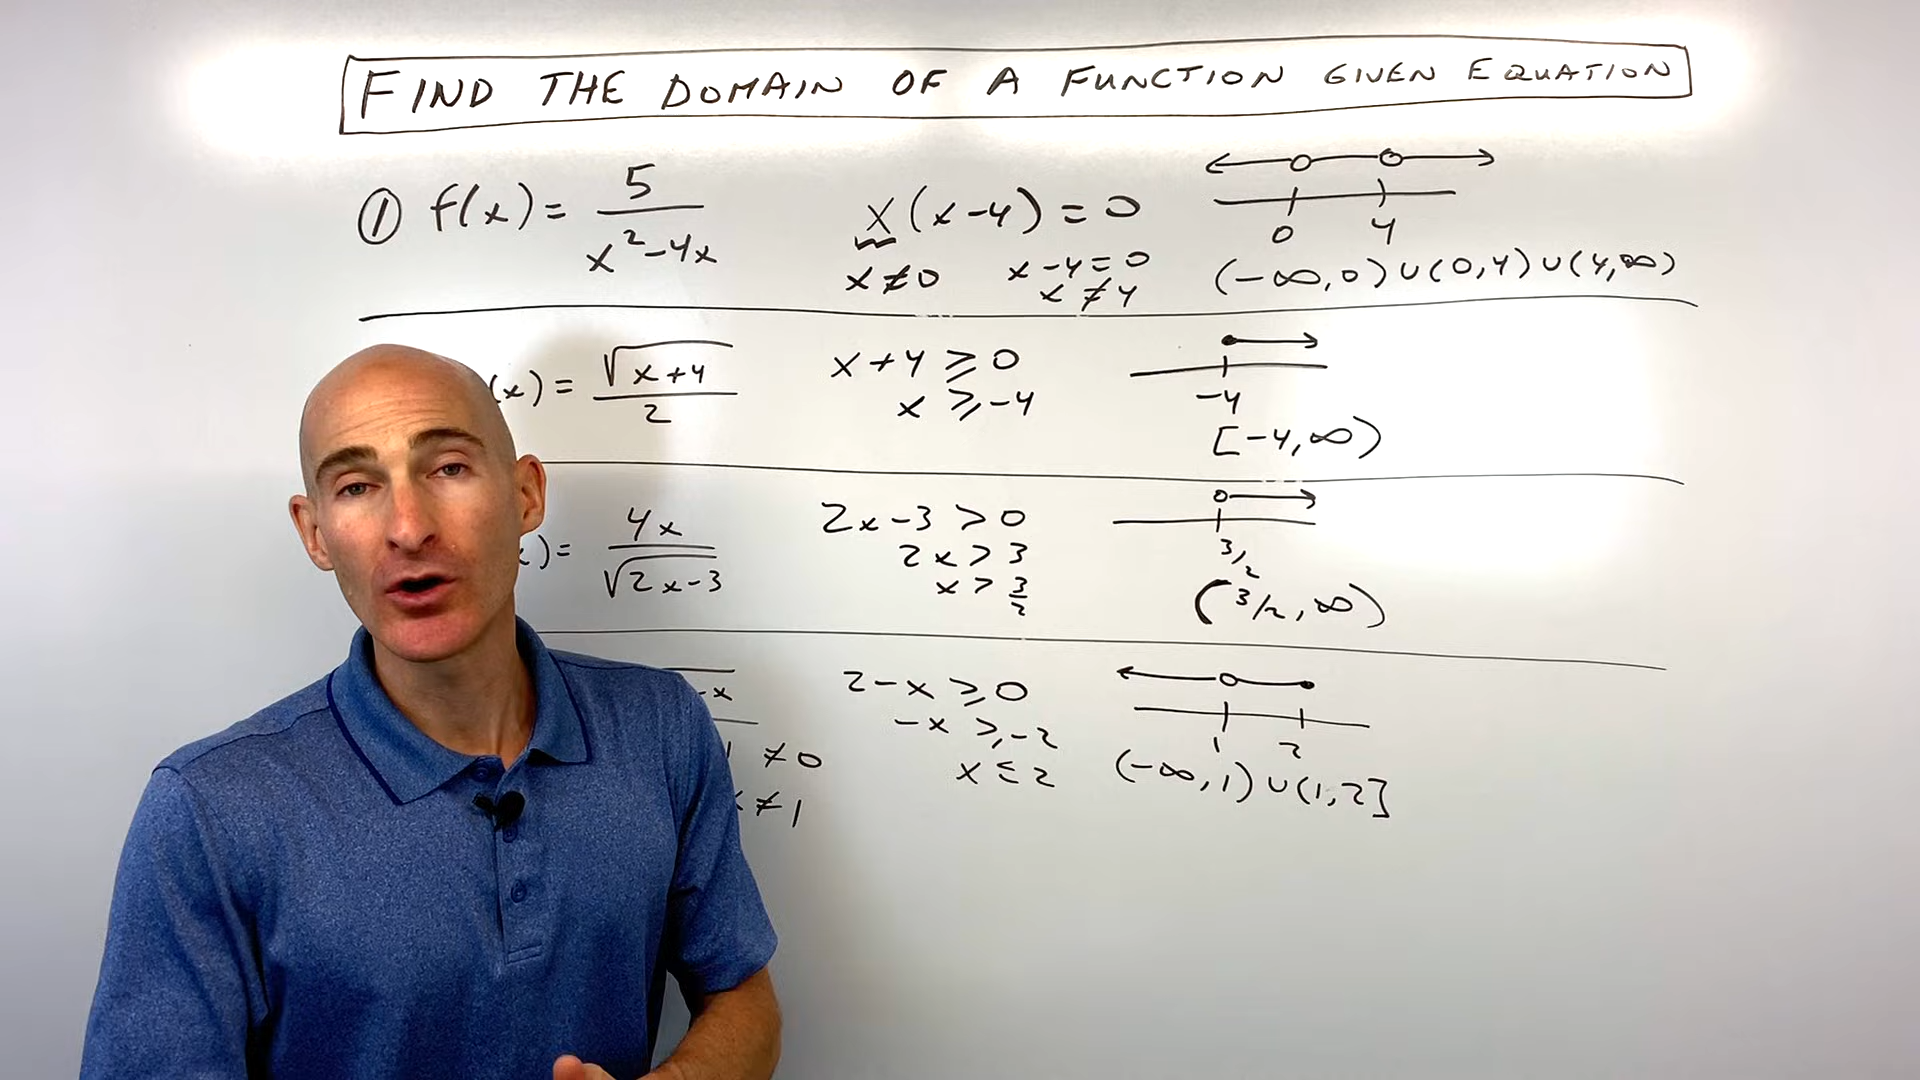 FIND THE DOMAIN OF A FUNCTION GIVEN EQUATION
① f(x) = 5 / x² - 4x
x(x-4) = 0
x ≠ 0
x - 4 = 0
x ≠ 4
0 4
(-∞, 0) ∪ (0, 4) ∪ (4, ∞)
(x) = √x+4 / 2
x + 4 ≥ 0
x ≥ -4
-4
[-4, ∞)
) = 4x / √2x-3
2x - 3 > 0
2x > 3
x > 3/2
3/2
(3/2, ∞)
-x
≠ 0
x ≠ 1
2 - x ≥ 0
-x ≥ -2
x ≤ 2
1 2
(-∞, 1) ∪ (1, 2]